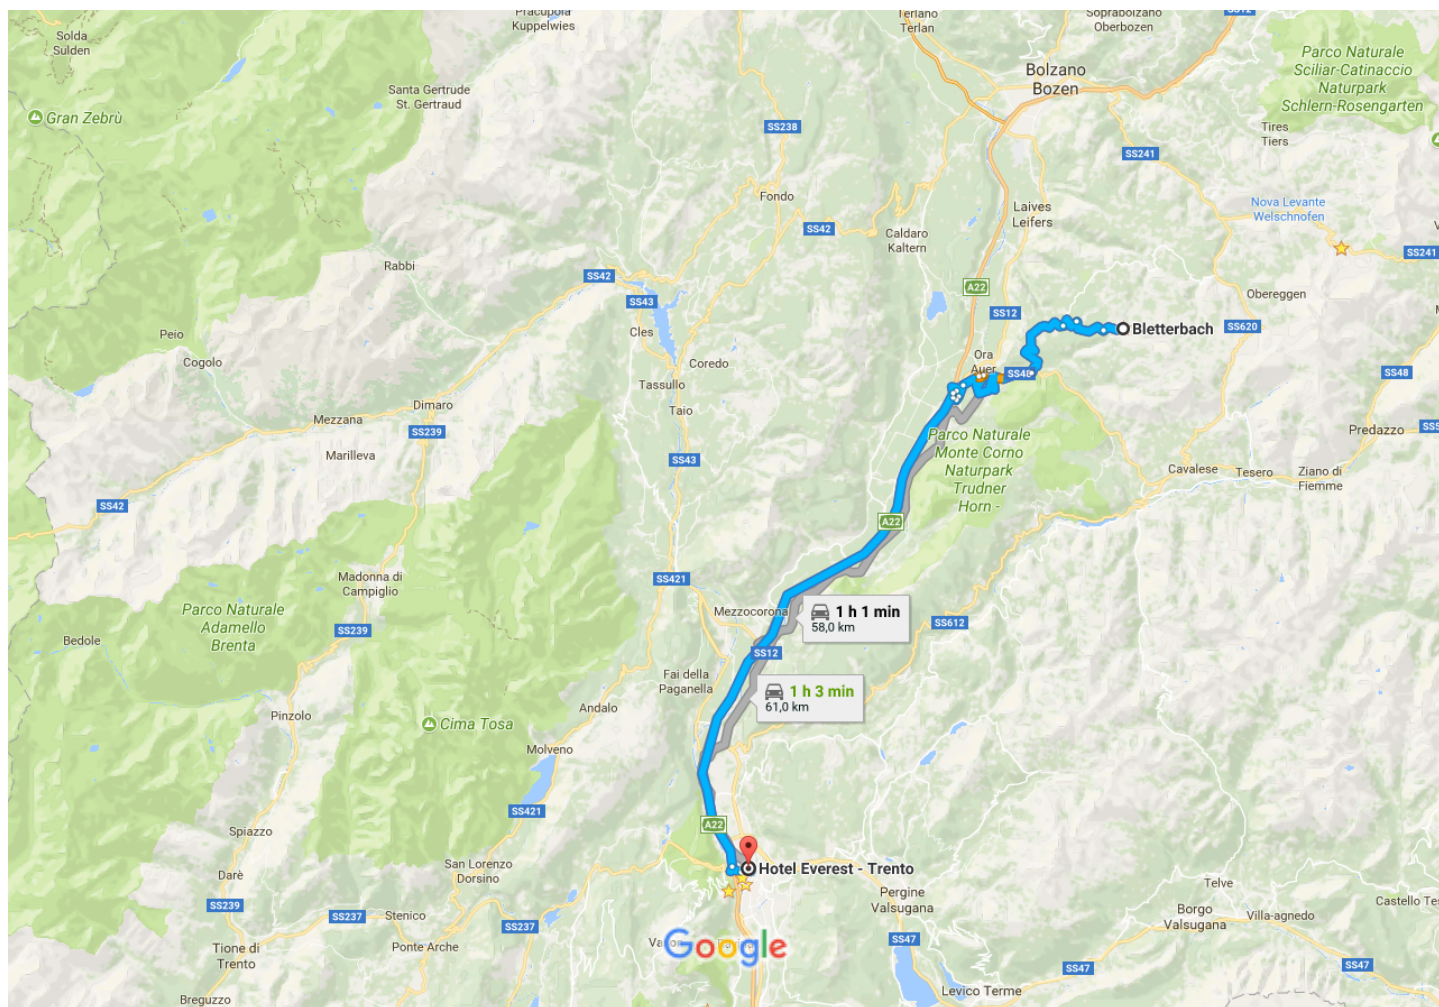 Pracupola
Kuppelwies
Terlano
Terlan
Soprabolzano
Oberbozen
SS12
Solda
Sulden
Bolzano
Bozen
Parco Naturale
Sciliar-Catinaccio
Naturpark
Schlern-Rosengarten
Santa Gertrude
St. Gertraud
Gran Zebrù
SS238
Tires
Tiers
SS241
Fondo
Nova Levante
Welschnofen
Laives
Leifers
SS42
Caldaro
Kaltern
SS241
Rabbi
SS42
A22
Obereggen
SS43
SS12
SS620
Bletterbach
Peio
Cles
Cogolo
Coredo
Ora
Auer
SS48
SS48
Tassullo
Dimaro
Taio
Mezzana
SS239
Parco Naturale
Monte Corno
Naturpark
Trudner
Horn -
Predazzo
Marilleva
SS43
Cavalese
Tesero
Ziano di
Fiemme
SS42
A22
Madonna di
Campiglio
SS421
Parco Naturale
Adamello
Brenta
Mezzocorona
1 h 1 min
58,0 km
SS612
SS239
Bedole
SS12
Fai della
Paganella
1 h 3 min
61,0 km
Pinzolo
Andalo
Cima Tosa
Molveno
SS421
A22
Spiazzo
San Lorenzo
Dorsino
Hotel Everest - Trento
Darè
Pergine
Valsugana
Telve
SS239
SS237
Stenico
SS237
Borgo
Valsugana
Villa-agnedo
Castello Te
Tione di
Trento
Ponte Arche
Google
SS47
SS47
SS47
Breguzzo
Levico Terme